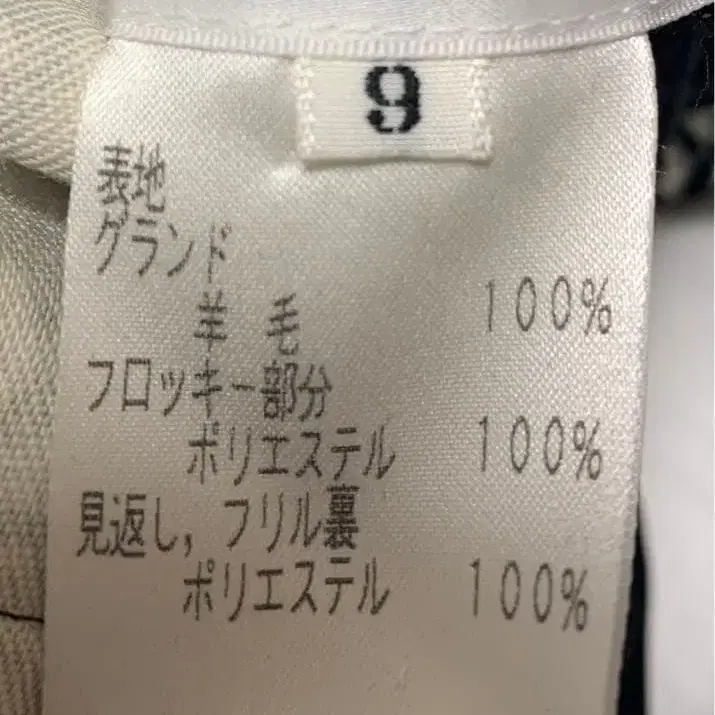 9
表地
グランド
羊 毛 100%
フロッキー部分
ポリエステル 100%
見返し,フリル裏
ポリエステル 100%